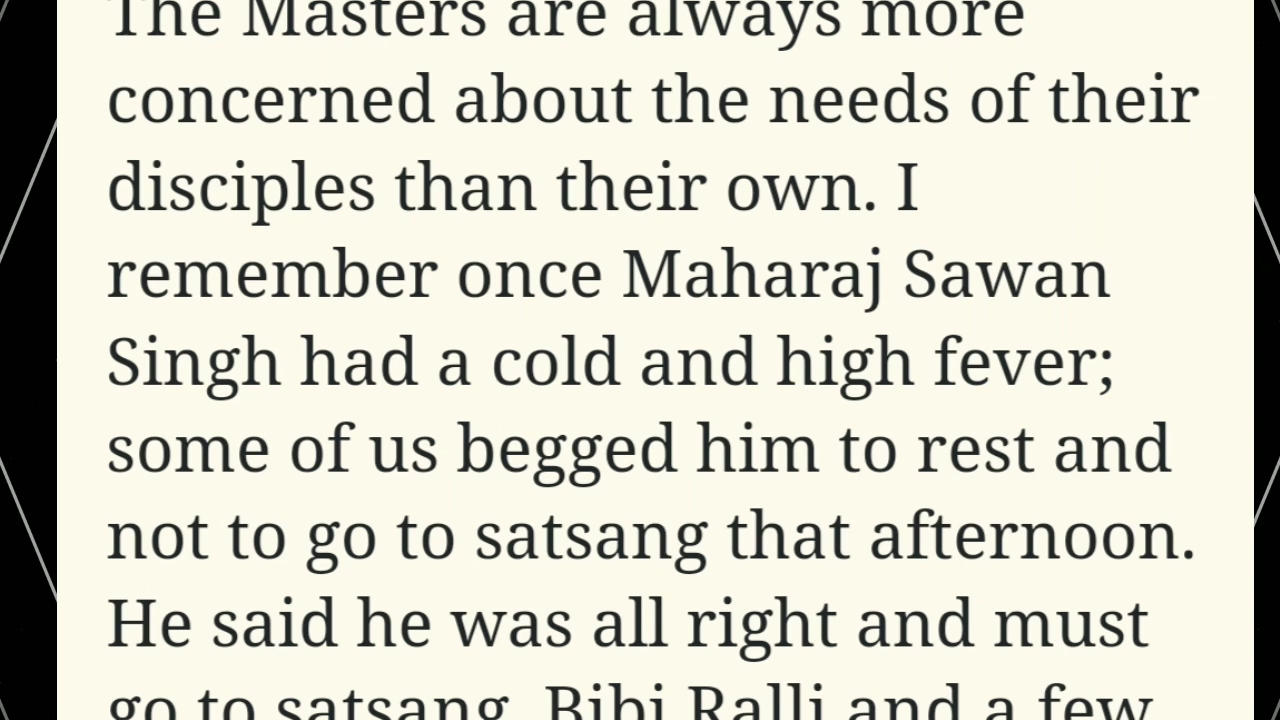 The Masters are always more
concerned about the needs of their
disciples than their own. I
remember once Maharaj Sawan
Singh had a cold and high fever;
some of us begged him to rest and
not to go to satsang that afternoon.
He said he was all right and must
go to satsang. Bibi Ralli and a few